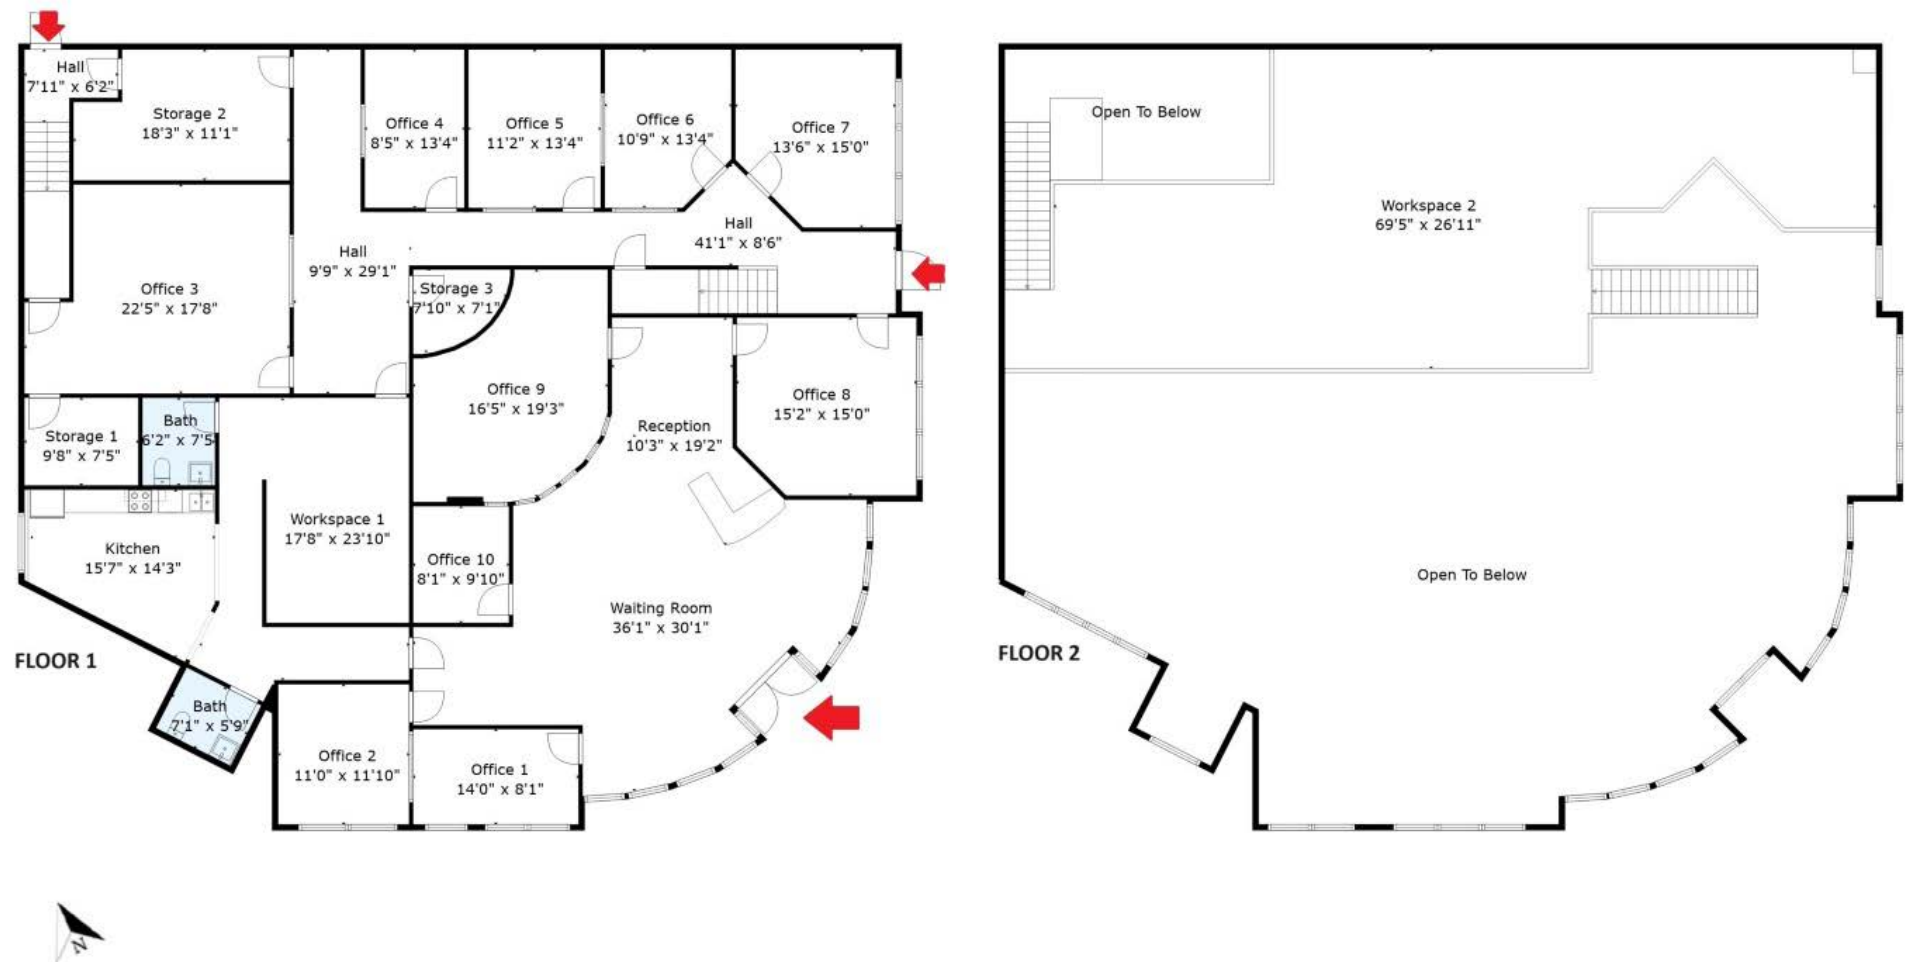 Hall
7'11" x 6'2"
Storage 2
18'3" x 11'1"
Office 4
8'5" x 13'4"
Office 5
11'2" x 13'4"
Office 6
10'9" x 13'4"
Office 7
13'6" x 15'0"
Hall
41'1" x 8'6"
Hall
9'9" x 29'1"
Office 3
22'5" x 17'8"
Storage 3
7'10" x 7'1"
Office 9
16'5" x 19'3"
Office 8
15'2" x 15'0"
Reception
10'3" x 19'2"
Storage 1
9'8" x 7'5"
Bath
6'2" x 7'5
Workspace 1
17'8" x 23'10"
Kitchen
15'7" x 14'3"
Office 10
8'1" x 9'10"
Waiting Room
36'1" x 30'1"
FLOOR 1
Bath
7'1" x 5'9"
Office 2
11'0" x 11'10"
Office 1
14'0" x 8'1"
Open To Below
Workspace 2
69'5" x 26'11"
Open To Below
FLOOR 2
N